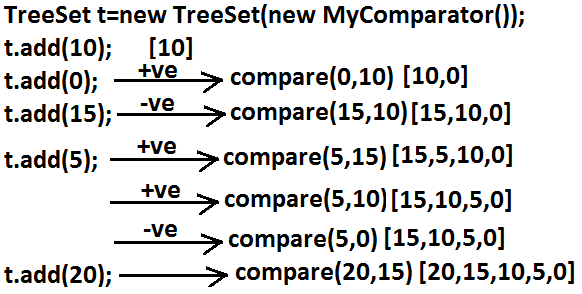 TreeSet t=new TreeSet(new MyComparator());
t.add(10); [10]
t.add(0); +ve compare(0,10) [10,0]
t.add(15); -ve compare(15,10) [15,10,0]
t.add(5); +ve compare(5,15) [15,5,10,0]
+ve compare(5,10) [15,10,5,0]
-ve compare(5,0) [15,10,5,0]
t.add(20); compare(20,15) [20,15,10,5,0]